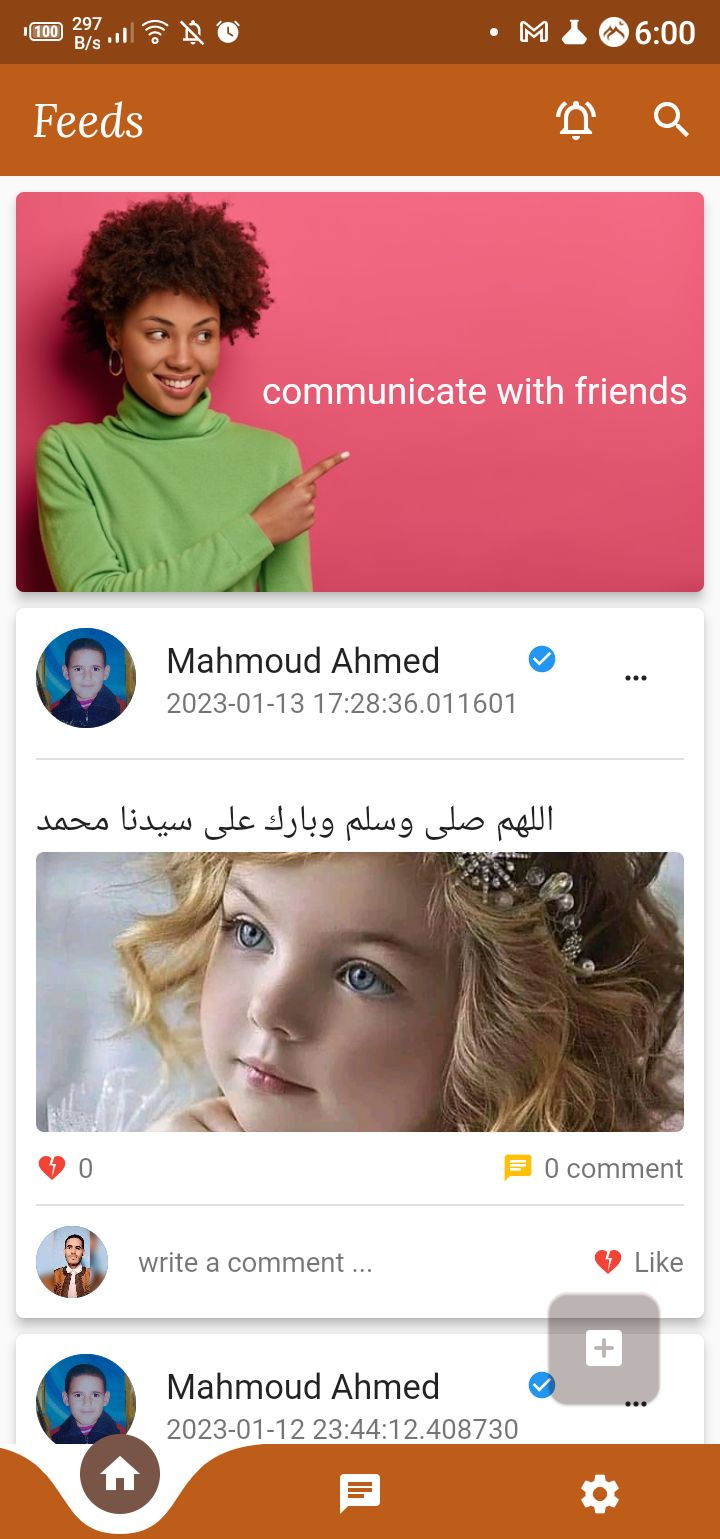 100 297 B/s 6:00
Feeds
communicate with friends
Mahmoud Ahmed
2023-01-13 17:28:36.011601
اللهم صلى وسلم وبارك على سيدنا محمد
0 0 comment
write a comment ... Like
Mahmoud Ahmed
2023-01-12 23:44:12.408730